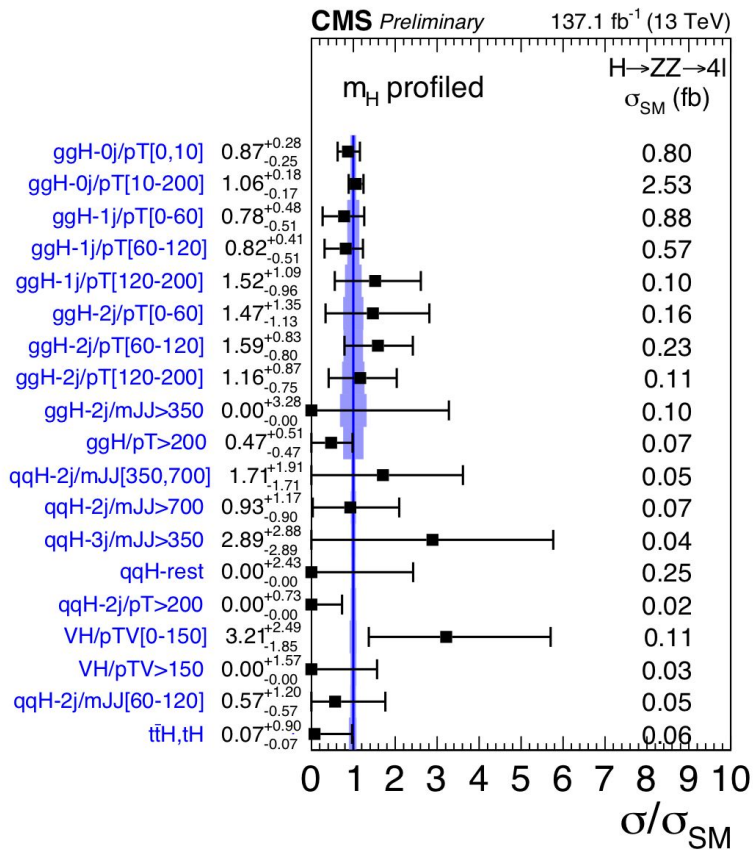 CMS Preliminary 137.1 fb⁻¹ (13 TeV)
H→ZZ→4l
m_H profiled σ_SM (fb)
ggH-0j/pT[0,10] 0.87 +0.28 -0.25 0.80
ggH-0j/pT[10-200] 1.06 +0.18 -0.17 2.53
ggH-1j/pT[0-60] 0.78 +0.48 -0.51 0.88
ggH-1j/pT[60-120] 0.82 +0.41 -0.51 0.57
ggH-1j/pT[120-200] 1.52 +1.09 -0.96 0.10
ggH-2j/pT[0-60] 1.47 +1.35 -1.13 0.16
ggH-2j/pT[60-120] 1.59 +0.83 -0.80 0.23
ggH-2j/pT[120-200] 1.16 +0.87 -0.75 0.11
ggH-2j/mJJ>350 0.00 +3.28 -0.00 0.10
ggH/pT>200 0.47 +0.51 -0.47 0.07
qqH-2j/mJJ[350,700] 1.71 +1.91 -1.71 0.05
qqH-2j/mJJ>700 0.93 +1.17 -0.90 0.07
qqH-3j/mJJ>350 2.89 +2.88 -2.89 0.04
qqH-rest 0.00 +2.43 -0.00 0.25
qqH-2j/pT>200 0.00 +0.73 -0.00 0.02
VH/pTV[0-150] 3.21 +2.49 -1.85 0.11
VH/pTV>150 0.00 +1.57 -0.00 0.03
qqH-2j/mJJ[60-120] 0.57 +1.20 -0.57 0.05
tt̄H,tH 0.07 +0.90 -0.07 0.06
0 1 2 3 4 5 6 7 8 9 10
σ/σ_SM